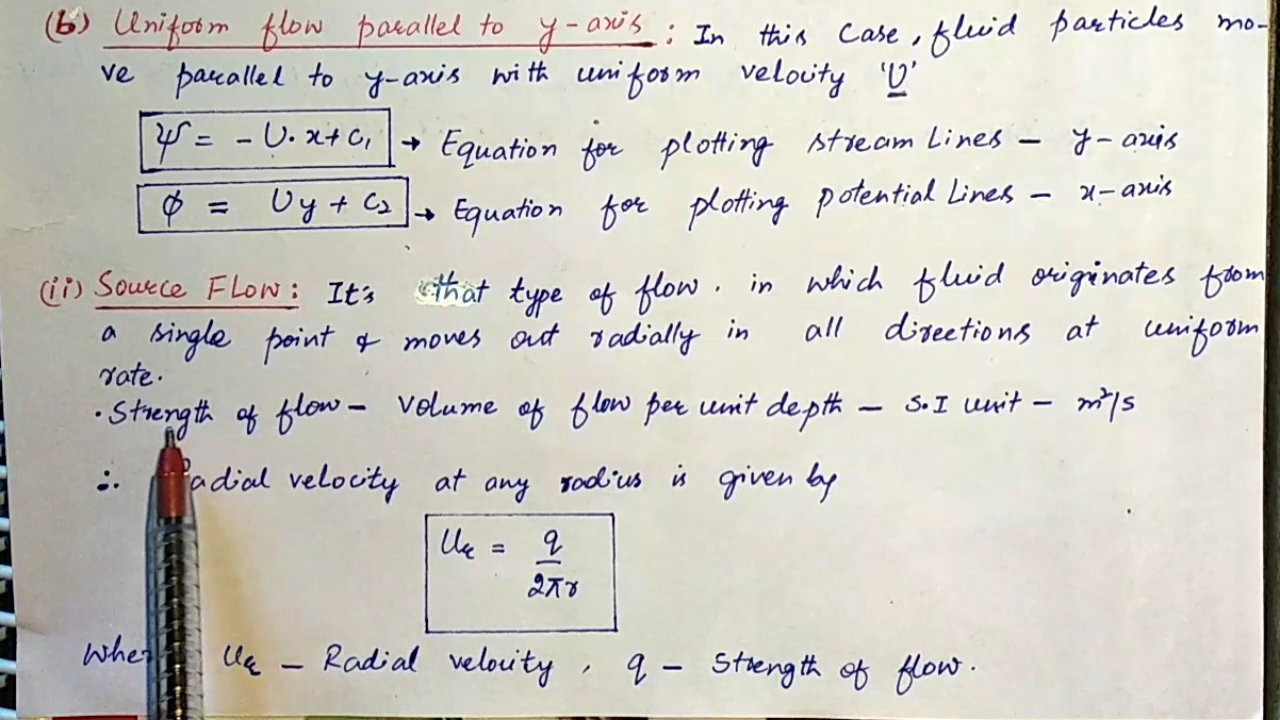 (b) Uniform flow parallel to y-axis : In this case, fluid particles mo-
ve parallel to y-axis with uniform velocity 'U'
ψ = - U. x + C₁ → Equation for plotting stream Lines - y-axis
ϕ = Uy + C₂ → Equation for plotting potential Lines - x-axis
(ii) Source Flow: It's that type of flow. in which fluid originates from
a single point & moves out radially in all directions at uniform
rate.
• Strength of flow - Volume of flow per unit depth - S.I unit - m²/s
∴ Radial velocity at any radius is given by
Uᵣ = q / 2πr
Where Uᵣ - Radial velocity, q - Strength of flow.